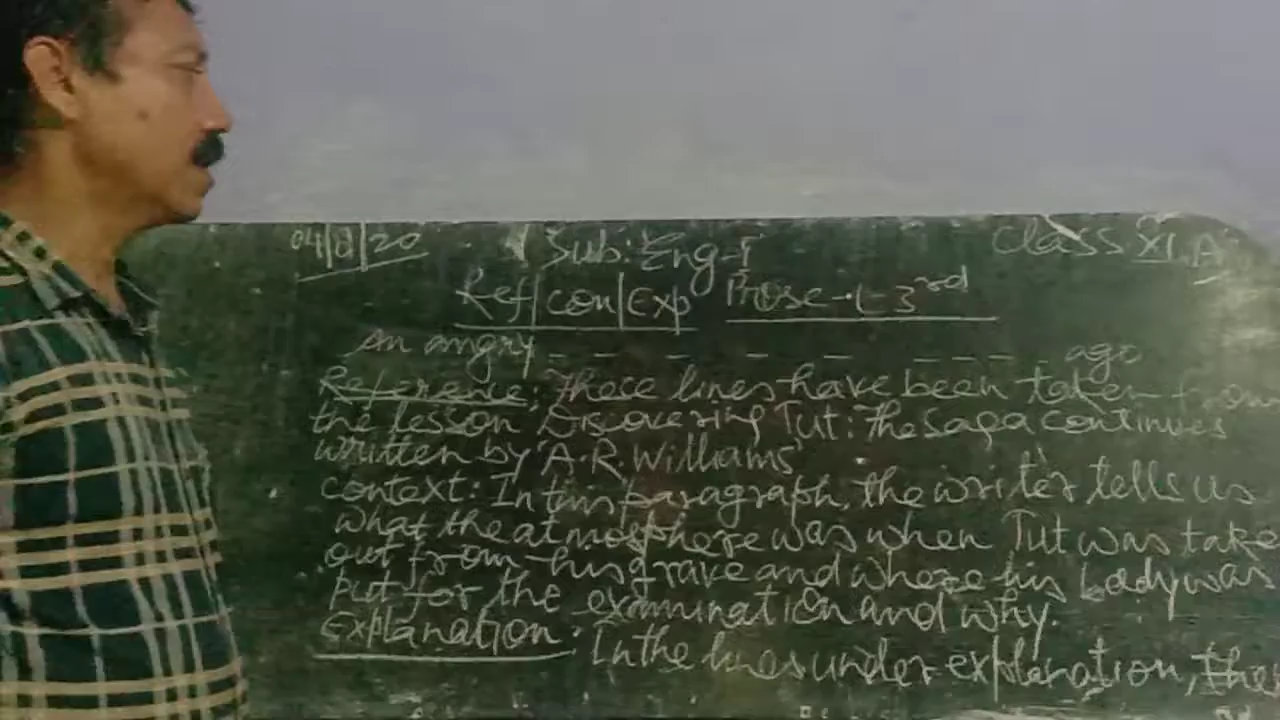 04/8/20 Sub: Eng-I Class XI.A
Ref/Con/Exp Prose-L-3rd
An angry - - - - - - - - - ago
Reference: These lines have been taken from
the lesson Discovering Tut: The saga continues
written by 'A.R. Williams'
context: In this paragraph, the writer tells us
what the atmosphere was when Tut was take
out from his grave and where his body was
put for the examination and why.
Explanation: In the lines under explanation, the